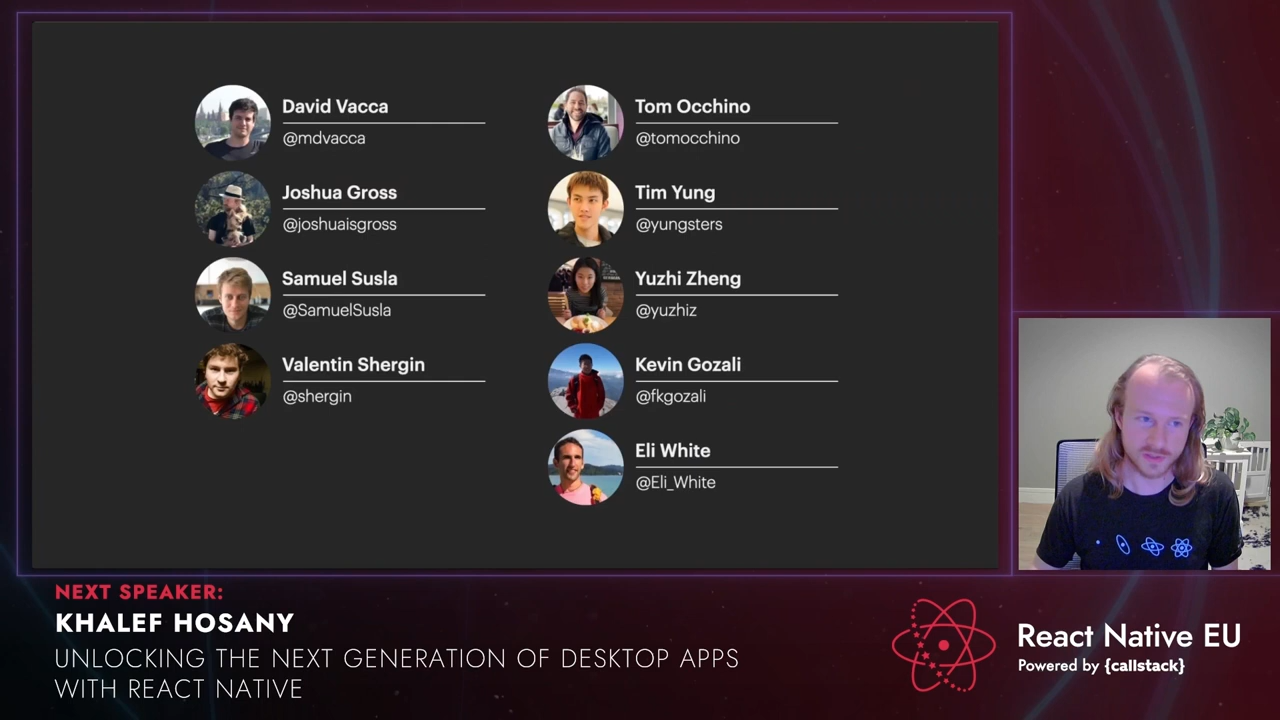 David Vacca
@mdvacca
Joshua Gross
@joshuaisgross
Samuel Susla
@SamuelSusla
Valentin Shergin
@shergin
Tom Occhino
@tomocchino
Tim Yung
@yungsters
Yuzhi Zheng
@yuzhiz
Kevin Gozali
@fkgozali
Eli White
@Eli_White
NEXT SPEAKER:
KHALEF HOSANY
UNLOCKING THE NEXT GENERATION OF DESKTOP APPS
WITH REACT NATIVE
React Native EU
Powered by {callstack}